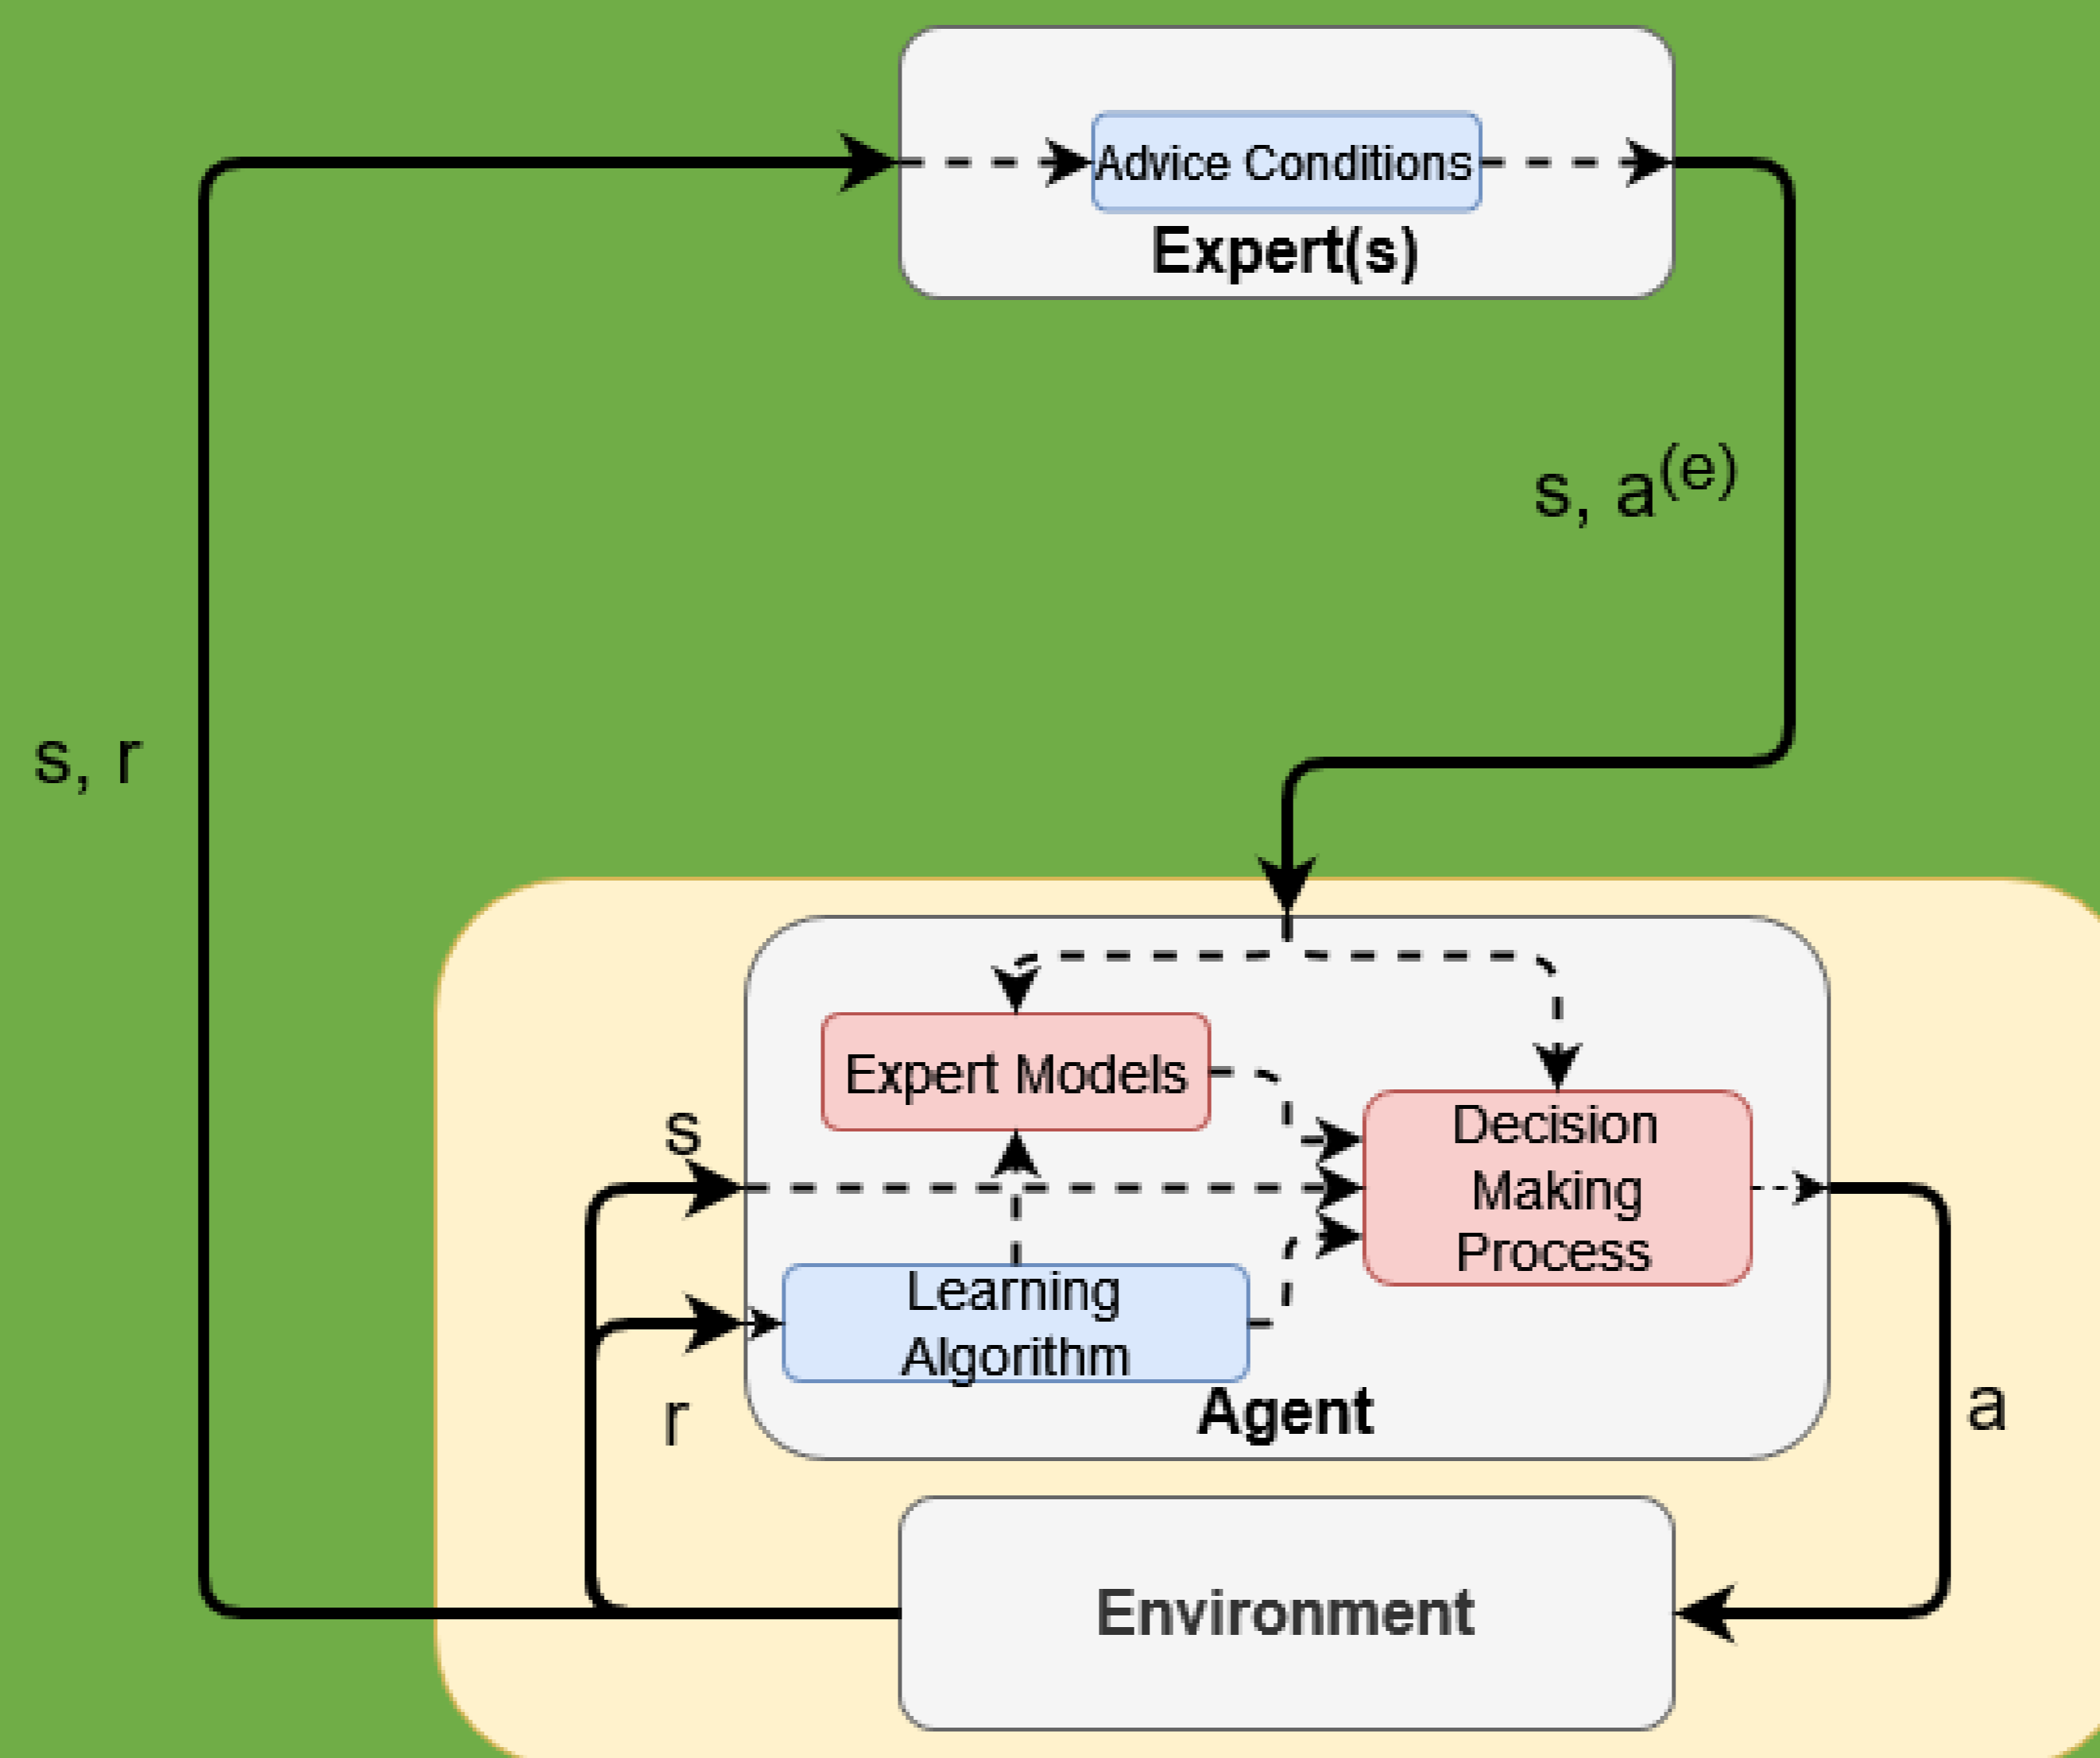 Advice Conditions
Expert(s)
s, a(e)
s, r
Expert Models
s
Decision
Making
Process
Learning
Algorithm
r
Agent
a
Environment